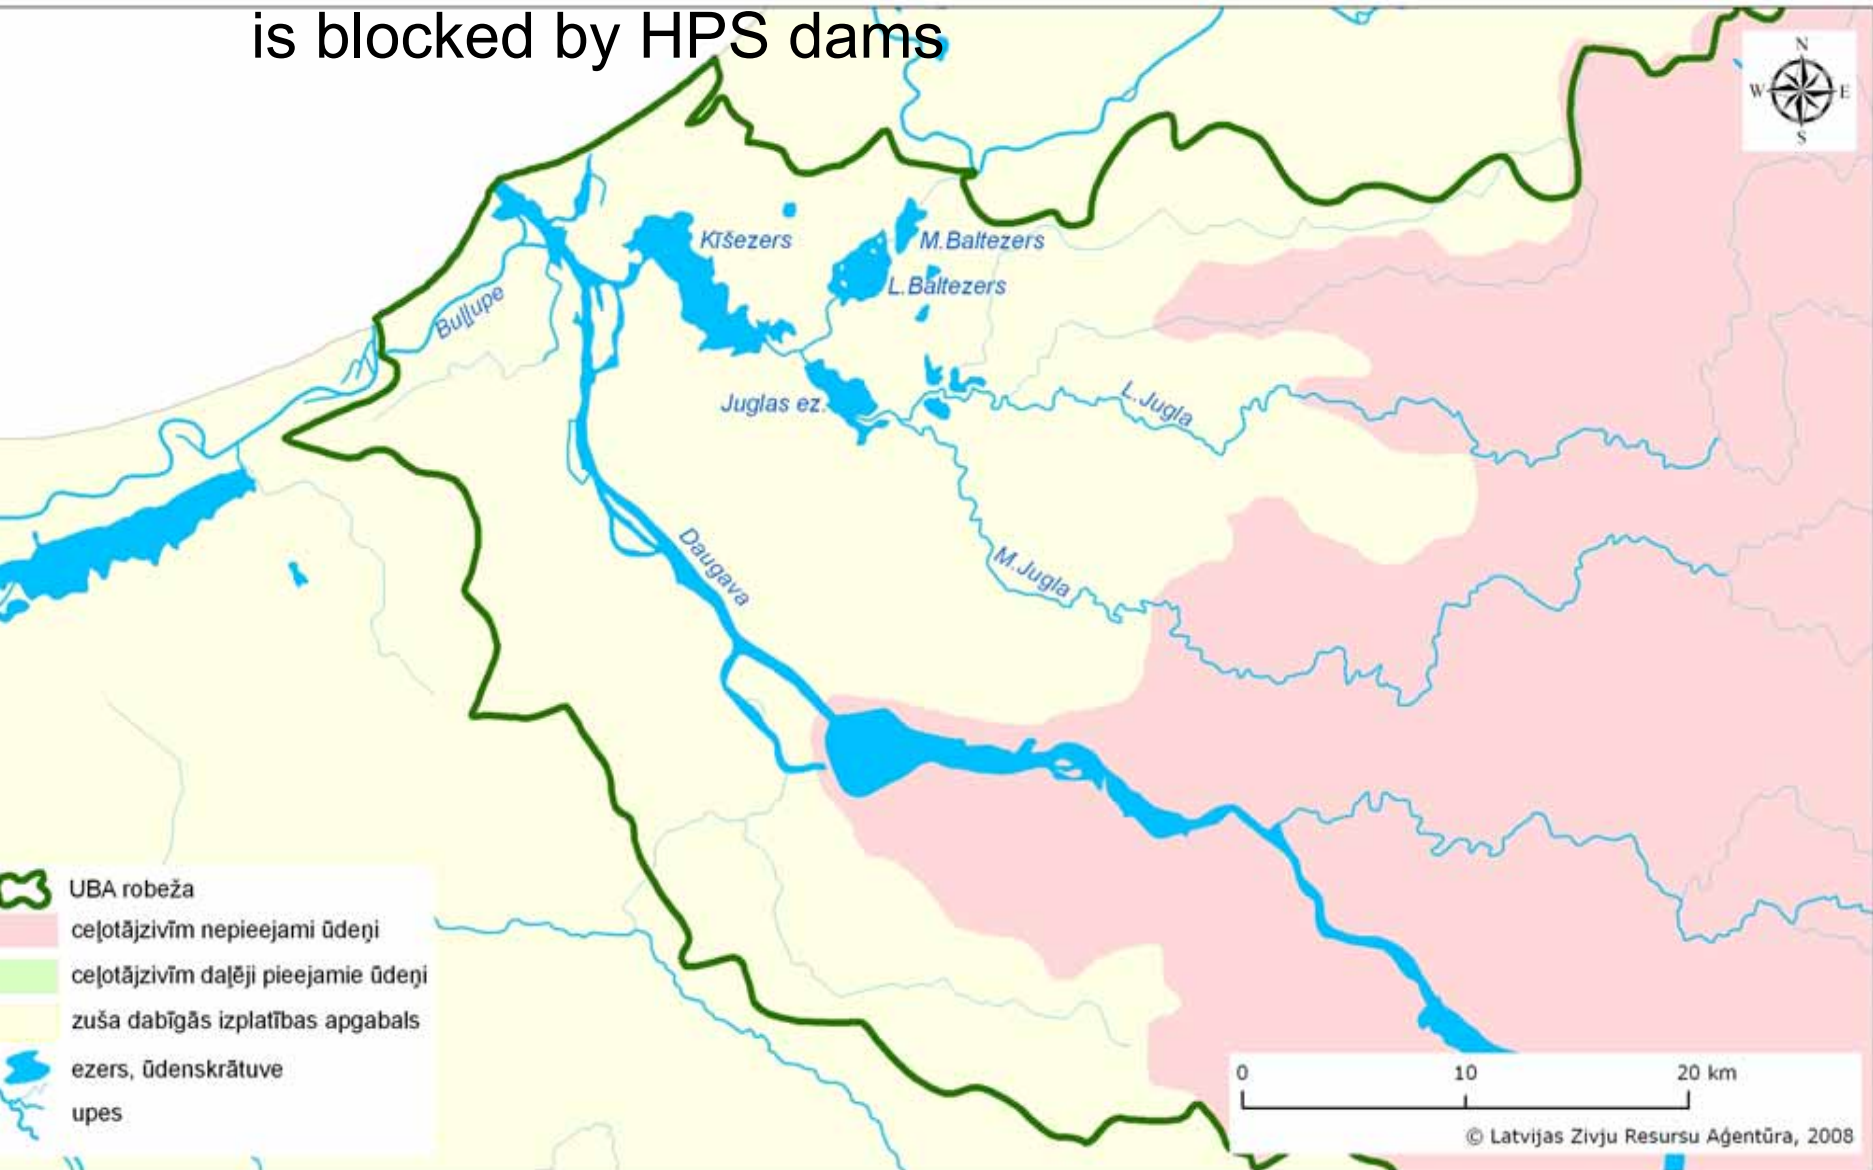 is blocked by HPS dams
N
W E
S
Ķīšezers
M.Baltezers
L.Baltezers
Buļļupe
Juglas ez.
L.Jugla
Daugava
M.Jugla
UBA robeža
ceļotājzivīm nepieejami ūdeņi
ceļotājzivīm daļēji pieejamie ūdeņi
zuša dabīgās izplatības apgabals
ezers, ūdenskrātuve
upes
0 10 20 km
© Latvijas Zivju Resursu Aģentūra, 2008